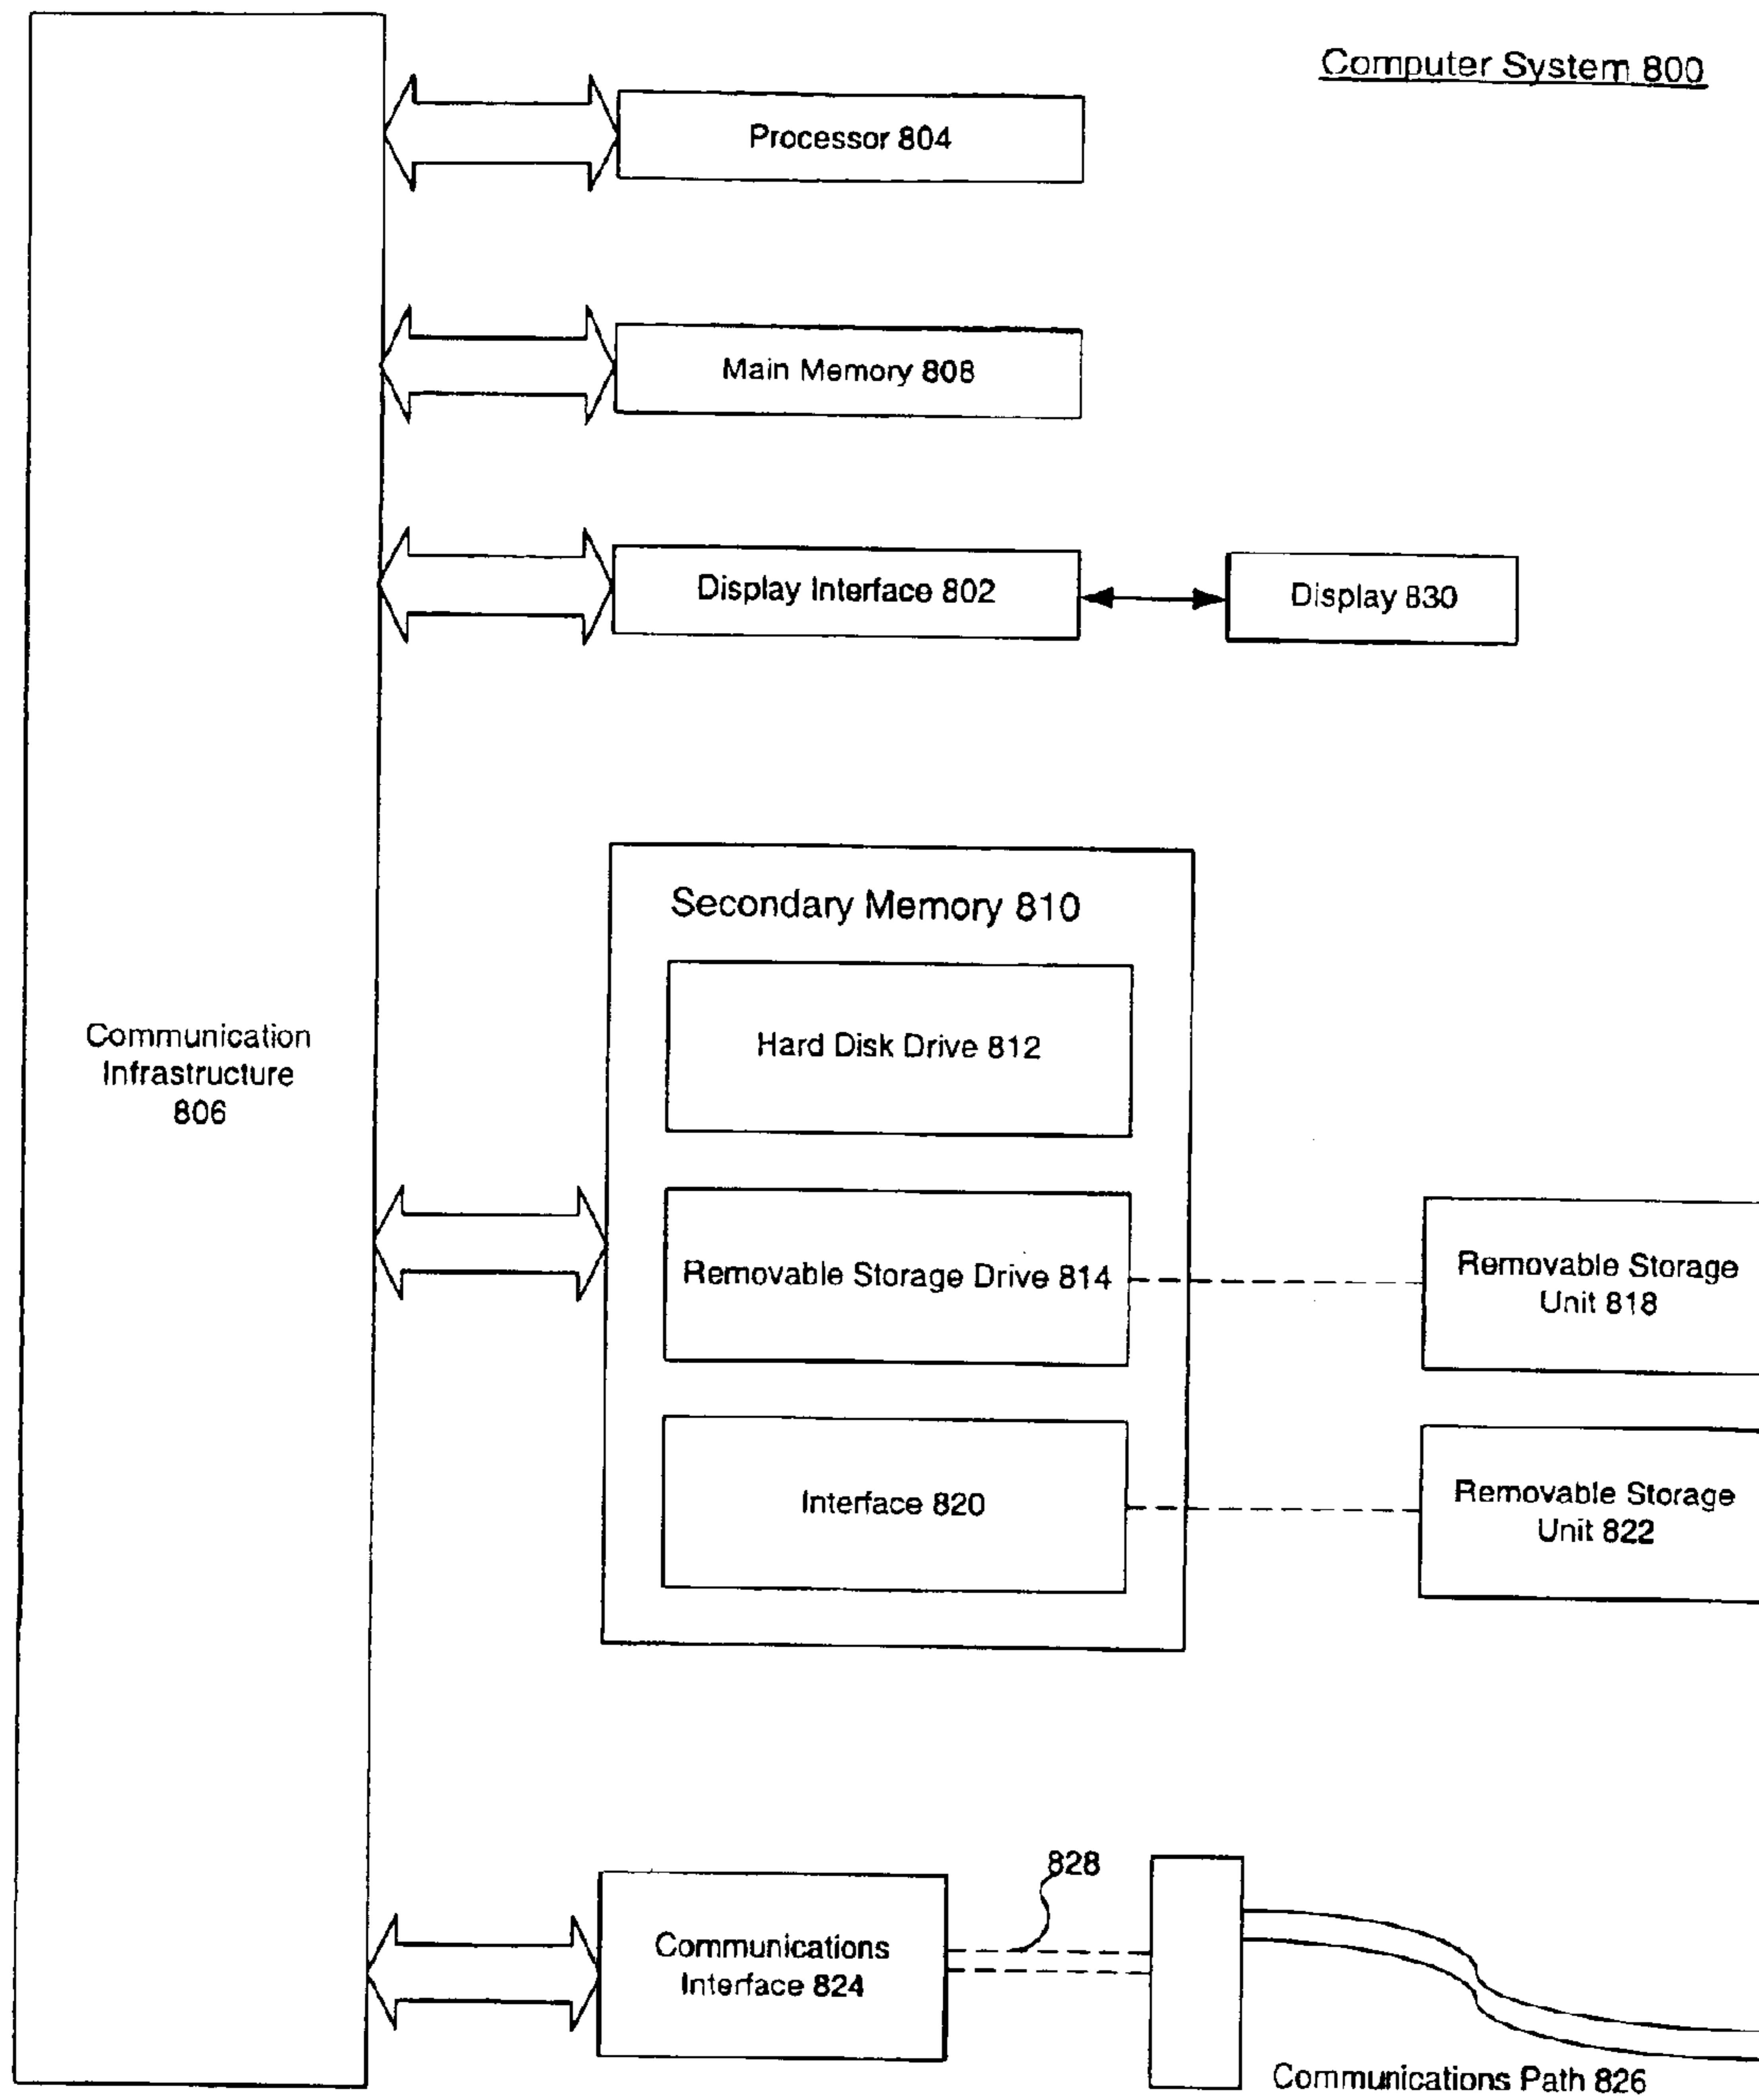 Computer System 800
Processor 804
Main Memory 808
Display Interface 802
Display 830
Secondary Memory 810
Hard Disk Drive 812
Communication
Infrastructure
806
Removable Storage Drive 814
Removable Storage
Unit 818
Interface 820
Removable Storage
Unit 822
828
Communications
Interface 824
Communications Path 826